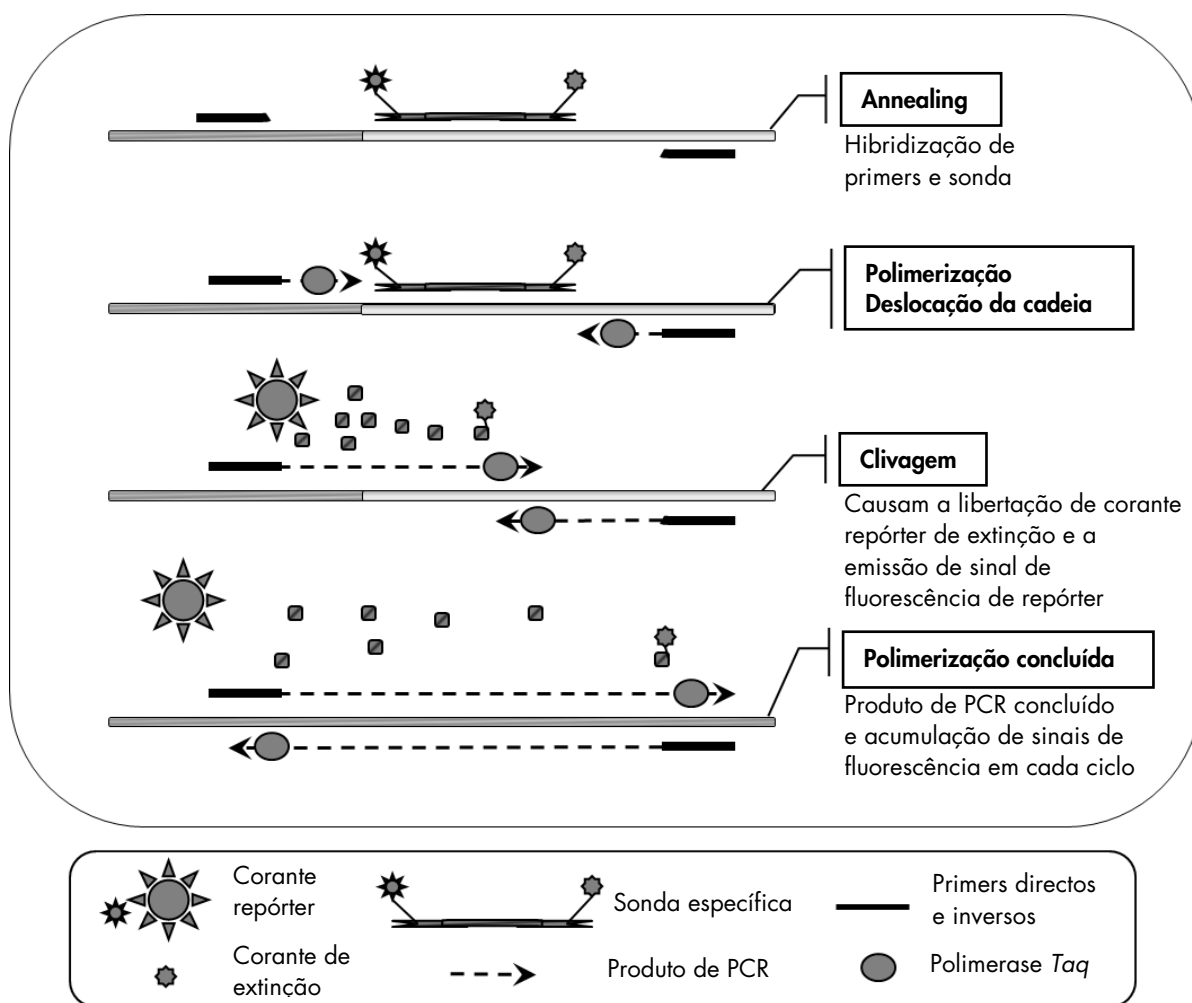 Annealing
Hibridização de
primers e sonda
Polimerização
Deslocação da cadeia
Clivagem
Causam a libertação de corante
repórter de extinção e a
emissão de sinal de
fluorescência de repórter
Polimerização concluída
Produto de PCR concluído
e acumulação de sinais de
fluorescência em cada ciclo
Corante
repórter
Sonda específica
Primers directos
e inversos
Corante de
extinção
Produto de PCR
Polimerase Taq